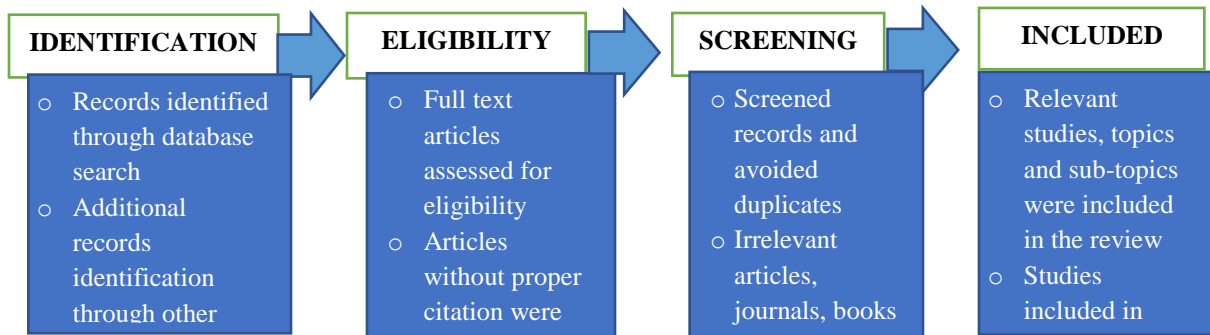 IDENTIFICATION
○ Records identified
through database
search
○ Additional
records
identification
through other
ELIGIBILITY
○ Full text
articles
assessed for
eligibility
○ Articles
without proper
citation were
SCREENING
○ Screened
records and
avoided
duplicates
○ Irrelevant
articles,
journals, books
INCLUDED
○ Relevant
studies, topics
and sub-topics
were included
in the review
○ Studies
included in